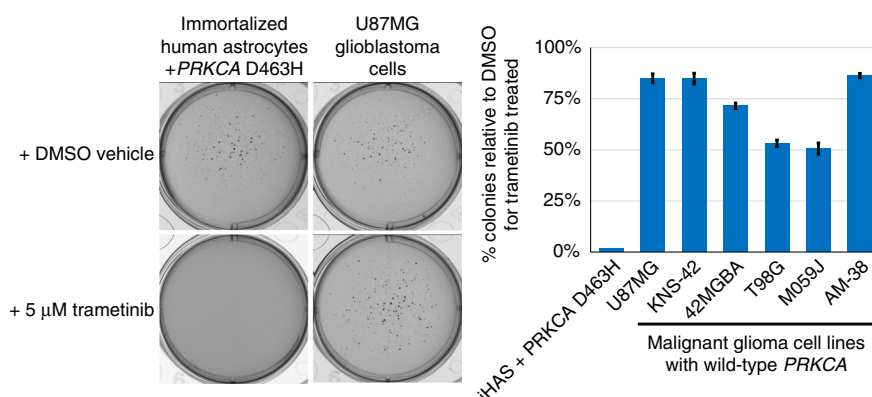 Immortalized
human astrocytes
+PRKCA D463H
U87MG
glioblastoma
cells
+ DMSO vehicle
+ 5 μM trametinib
% colonies relative to DMSO
for trametinib treated
100%
75%
50%
25%
0%
iHAS + PRKCA D463H
U87MG
KNS-42
42MGBA
T98G
M059J
AM-38
Malignant glioma cell lines
with wild-type PRKCA